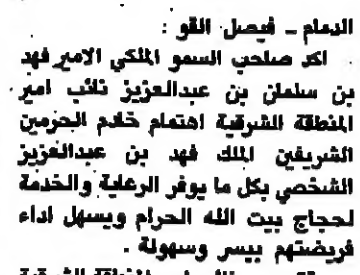 الدمام - فيصل القو :
اكد صاحب السمو الملكي الامير فهد
بن سلمان بن عبدالعزيز نائب امير
المنطقة الشرقية اهتمام خادم الحرمين
الشريفين الملك فهد بن عبدالعزيز
الشخصي بكل ما يوفر الرعاية والخدمة
لحجاج بيت الله الحرام ويسهل اداء
فريضتهم بيسر وسهولة .